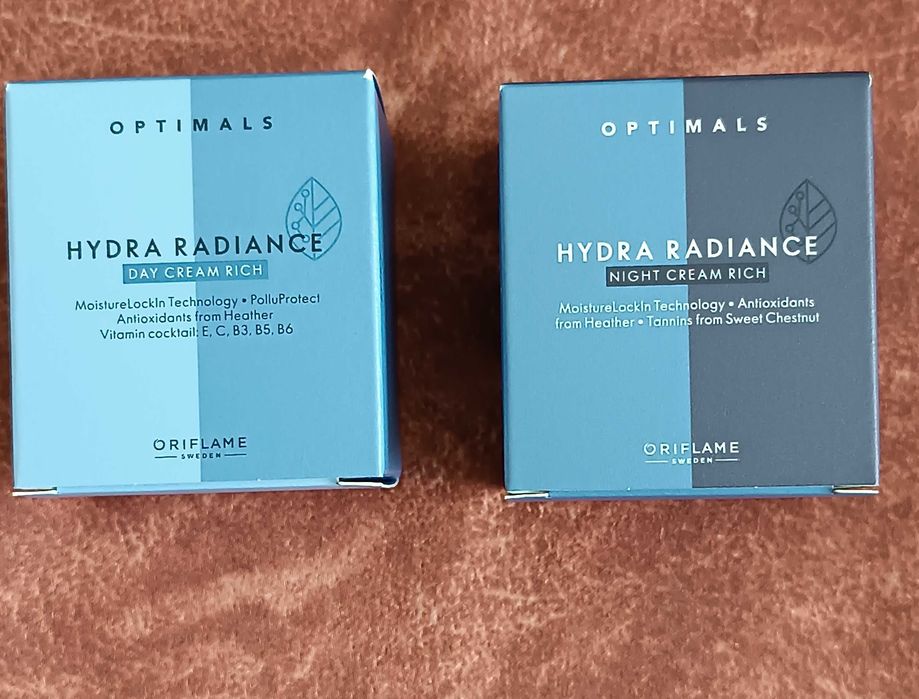 OPTIMALS
HYDRA RADIANCE
DAY CREAM RICH
MoistureLockIn Technology • PolluProtect
Antioxidants from Heather
Vitamin cocktail: E, C, B3, B5, B6
ORIFLAME
SWEDEN
OPTIMALS
HYDRA RADIANCE
NIGHT CREAM RICH
MoistureLockIn Technology • Antioxidants
from Heather • Tannins from Sweet Chestnut
ORIFLAME
SWEDEN